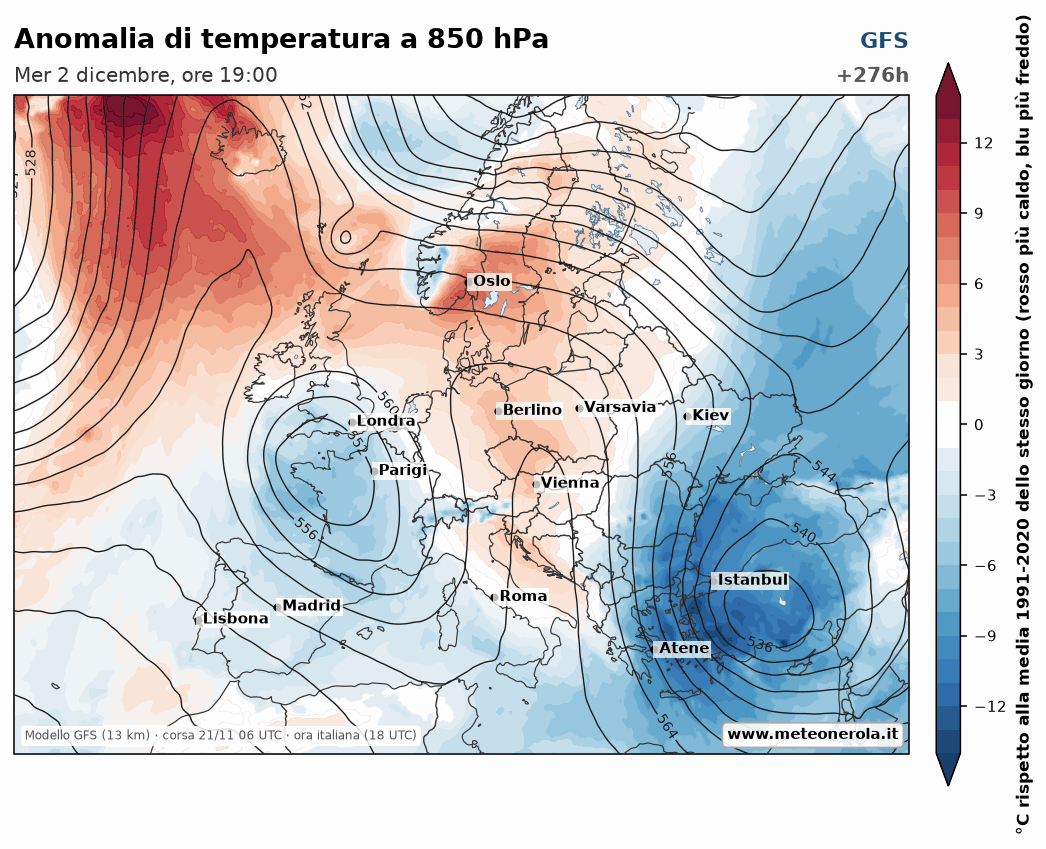 Anomalia di temperatura a 850 hPa
GFS
Mer 2 dicembre, ore 19:00
+276h
528
560
556
556
544
540
536
564
Oslo
Berlino
Varsavia
Kiev
Londra
Parigi
Vienna
Istanbul
Roma
Madrid
Lisbona
Atene
Modello GFS (13 km) · corsa 21/11 06 UTC · ora italiana (18 UTC)
www.meteonerola.it
12
9
6
3
0
−3
−6
−9
−12
°C rispetto alla media 1991-2020 dello stesso giorno (rosso più caldo, blu più freddo)